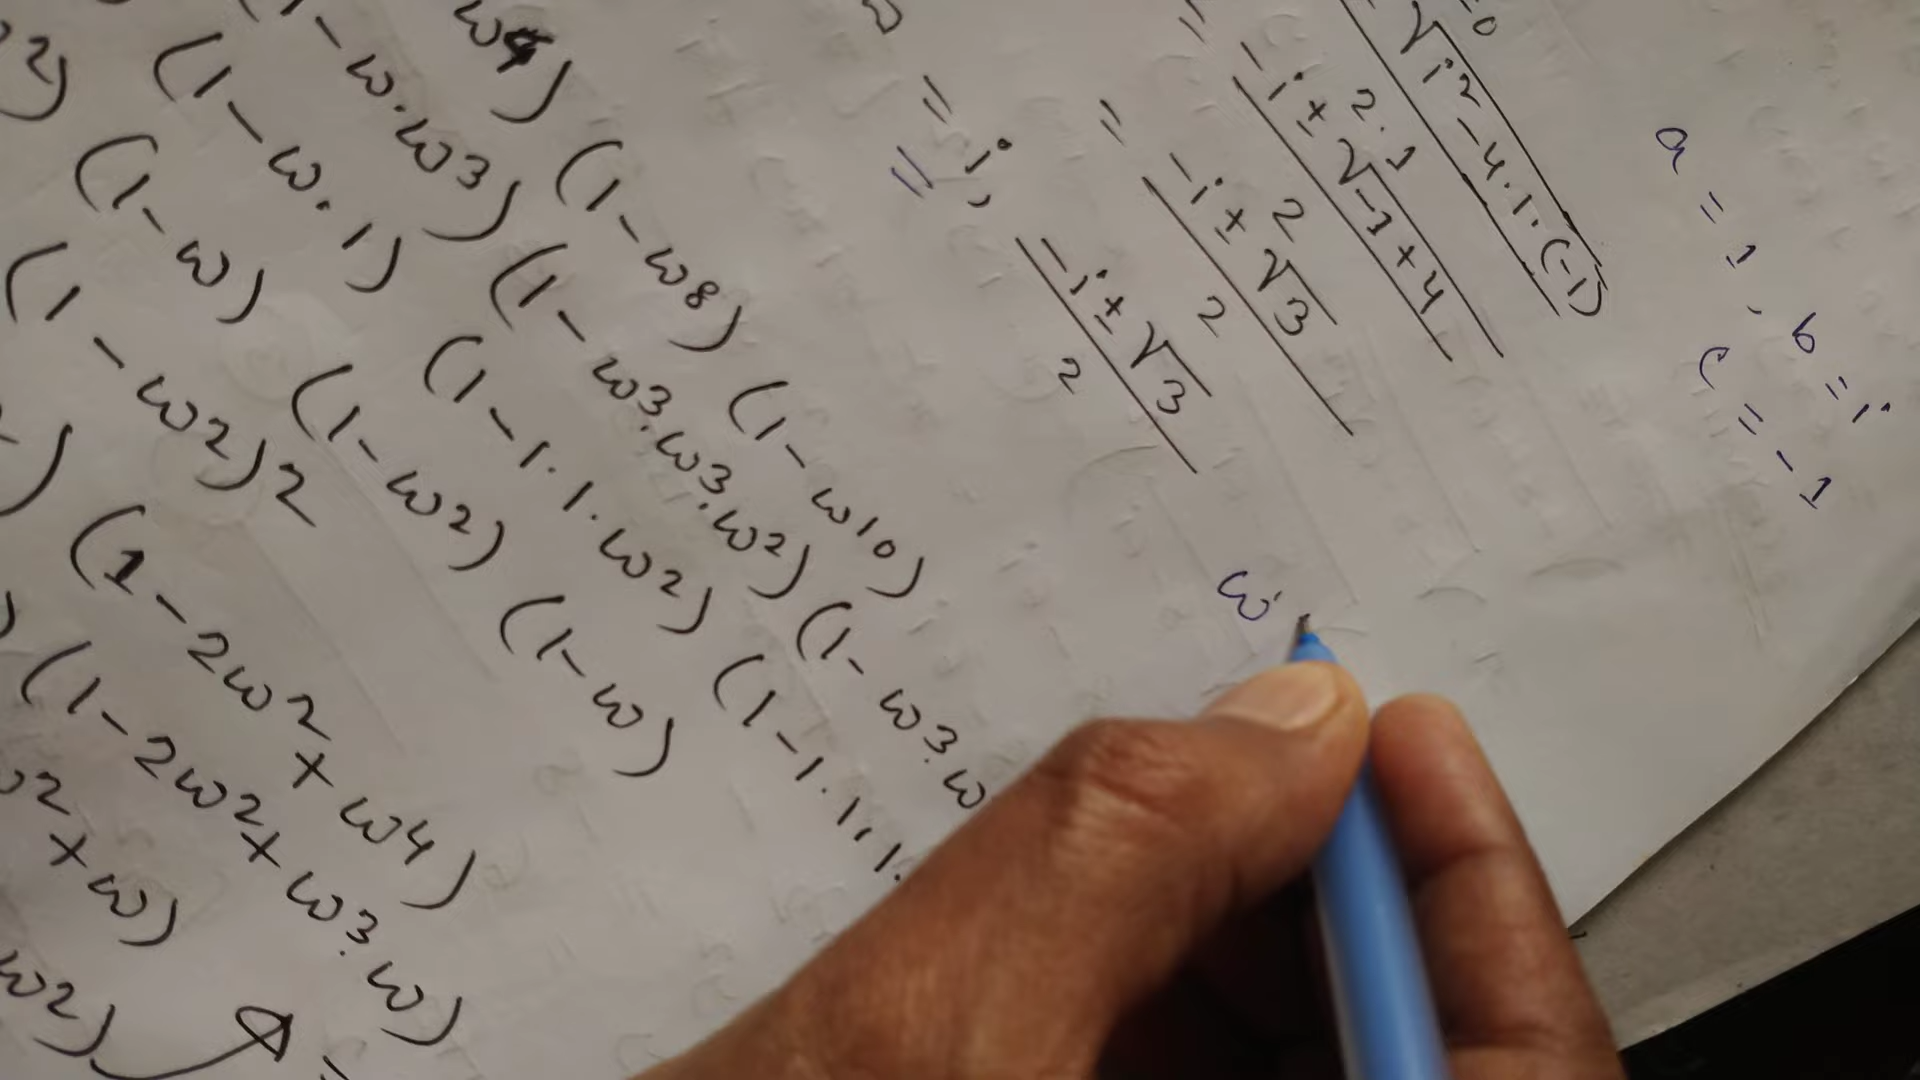 (1-ω8) (1-ω10)
(1-ω.ω3) (1-ω3.ω3.ω2) (1-ω3.ω
(1-ω.1) (1-1.1.ω2) (1-1.1.1.
(1-ω) (1-ω2) (1-ω)
(1-ω2)2
(1-2ω2+ω4)
(1-2ω2+ω3.ω)
ω2+ω)
ω2)
√i2-4.1.(-1)
2.1
= -i±√-1+4
2
= -i±√3
2
= i, -i±√3
2
a = 1, b = i
c = -1
ω